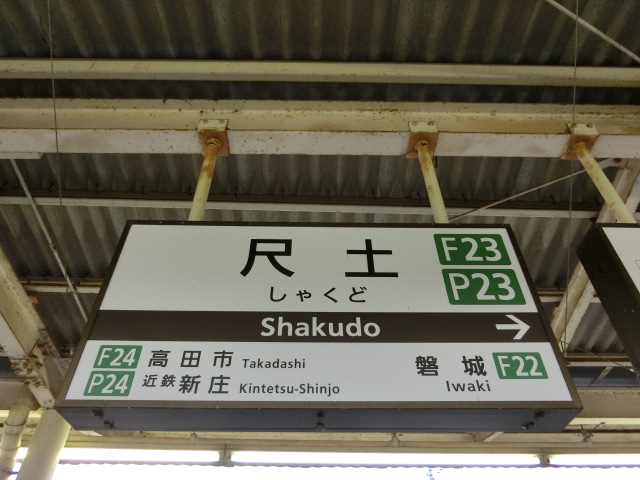 尺土 F23
しゃくど P23
Shakudo →
F24 高田市 Takadashi
P24 近鉄新庄 Kintetsu-Shinjo
磐城 F22
Iwaki